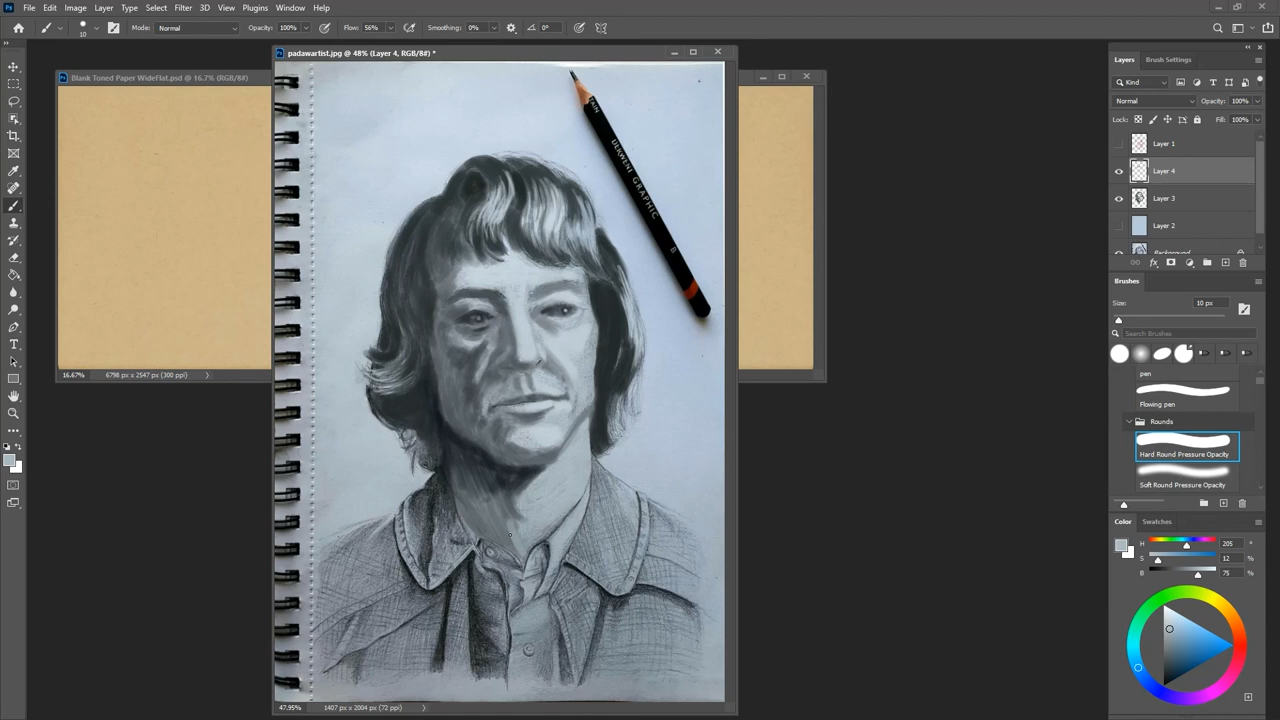 File Edit Image Layer Type Select Filter 3D View Plugins Window Help
10 Mode: Normal Opacity: 100% Flow: 56% Smoothing: 0% 0°
padawartist.jpg @ 48% (Layer 4, RGB/8#) *
Blank Toned Paper WideFlat.psd @ 16.7% (RGB/8#)
DERWENT GRAPHIC B
16.67% 6798 px x 2547 px (300 ppi)
47.95% 1407 px x 2004 px (72 ppi)
Layers Brush Settings
Kind
Normal Opacity: 100%
Lock: Fill: 100%
Layer 1
Layer 4
Layer 3
Layer 2
Background
Brushes
Size: 10 px
Search Brushes
pen
Flowing pen
Rounds
Hard Round Pressure Opacity
Soft Round Pressure Opacity
Color Swatches
H 205 °
S 12 %
B 75 %